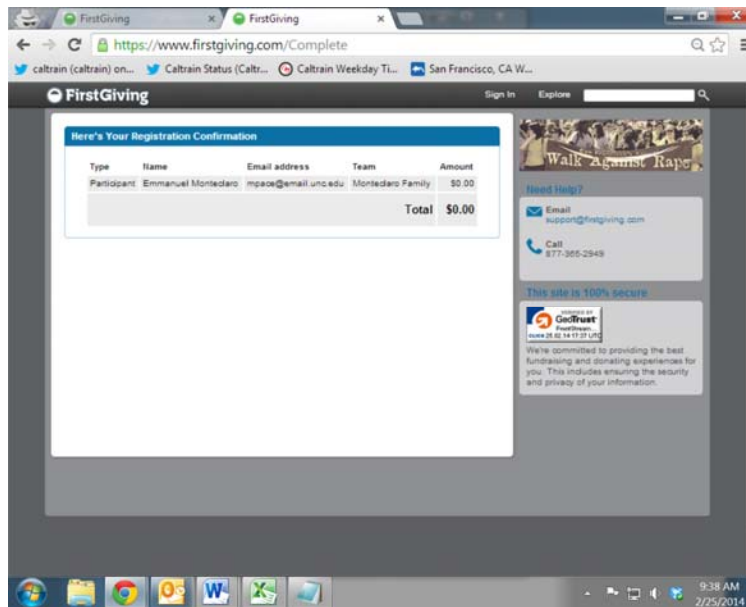 FirstGiving
FirstGiving
https://www.firstgiving.com/Complete
caltrain (caltrain) on...
Caltrain Status (Caltr...
Caltrain Weekday Ti...
San Francisco, CA W...
FirstGiving
Sign In
Explore
Here's Your Registration Confirmation
Type Name Email address Team Amount
Participant Emmanuel Monteclaro mpace@email.unc.edu Monteclaro Family $0.00
Total $0.00
Walk Against Rape
Need Help?
Email
support@firstgiving.com
Call
877-365-2949
This site is 100% secure
VERIFIED BY
GeoTrust
We're committed to providing the best
fundraising and donating experiences for
you. This includes ensuring the security
and privacy of your information.
9:38 AM
2/25/2014